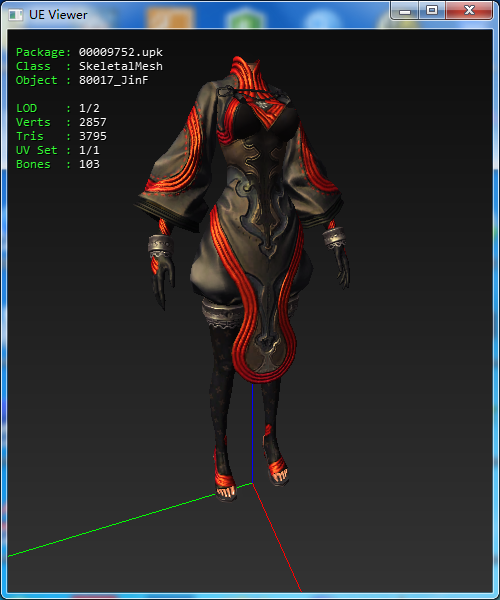 UE Viewer
Package: 00009752.upk
Class  : SkeletalMesh
Object : 80017_JinF
LOD    : 1/2
Verts  : 2857
Tris   : 3795
UV Set : 1/1
Bones  : 103